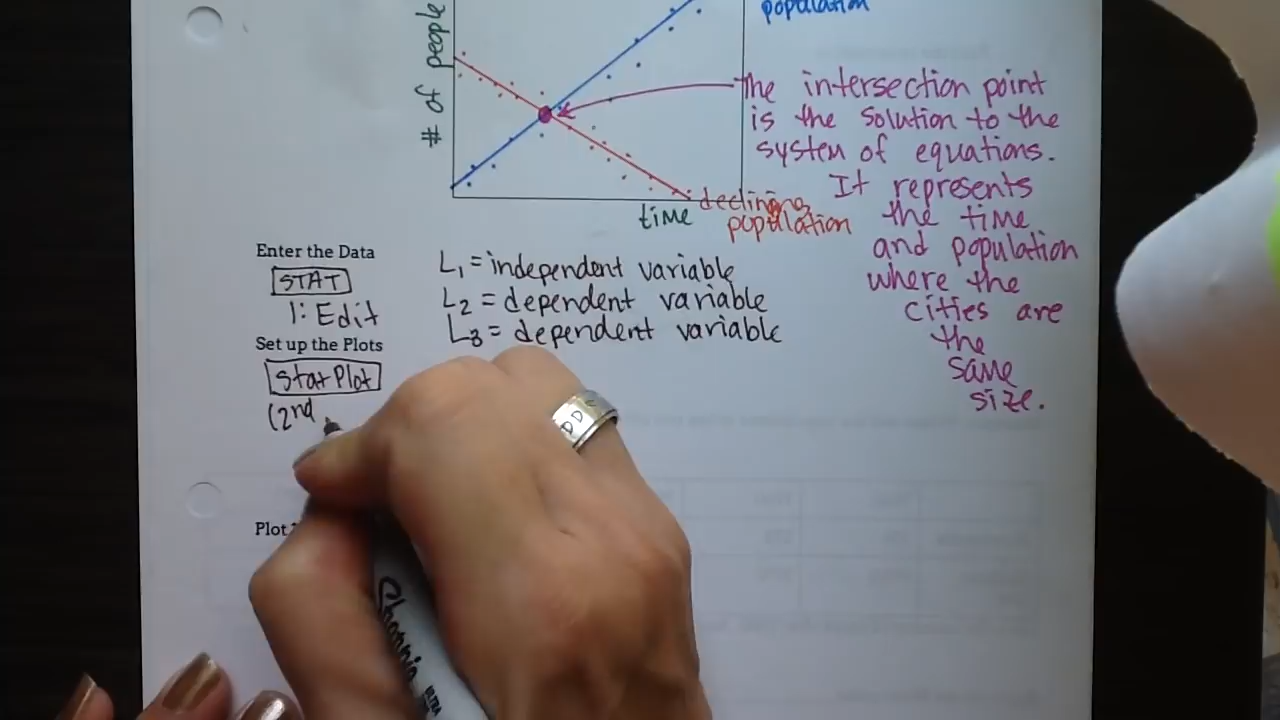 population
# of people
The intersection point
is the solution to the
system of equations.
It represents
the time
and population
where the
cities are
the
same
size.
time
declining
population
Enter the Data
STAT
1: Edit
L1 = independent variable
L2 = dependent variable
L3 = dependent variable
Set up the Plots
Stat Plot
(2nd
Plot
Sharpie
ULTRA